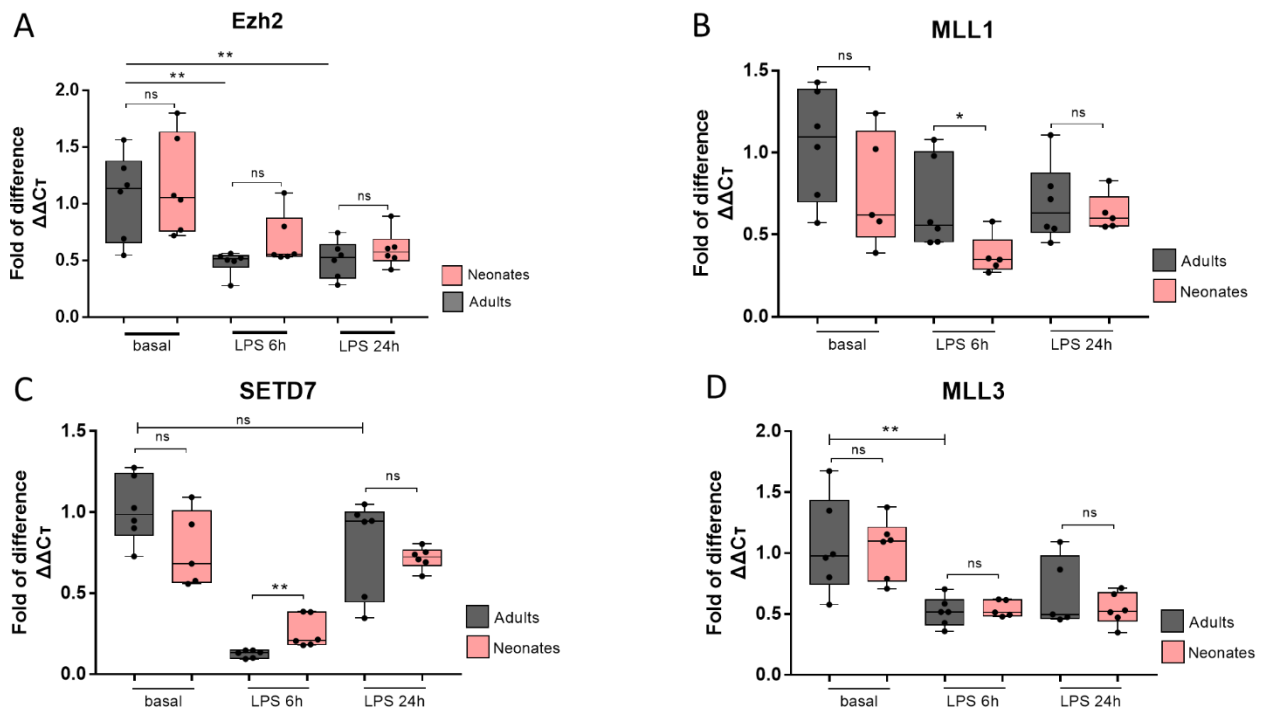 A
Ezh2
**
**
ns
ns
ns
2.0
1.5
1.0
0.5
0.0
Fold of difference
ΔΔCт
basal
LPS 6h
LPS 24h
Neonates
Adults
B
MLL1
ns
*
ns
1.5
1.0
0.5
0.0
Fold of difference
ΔΔCт
basal
LPS 6h
LPS 24h
Adults
Neonates
C
SETD7
ns
ns
ns
**
1.5
1.0
0.5
0.0
Fold of difference
ΔΔCт
basal
LPS 6h
LPS 24h
Adults
Neonates
D
MLL3
**
ns
ns
ns
2.0
1.5
1.0
0.5
0.0
Fold of difference
ΔΔCт
basal
LPS 6h
LPS 24h
Adults
Neonates